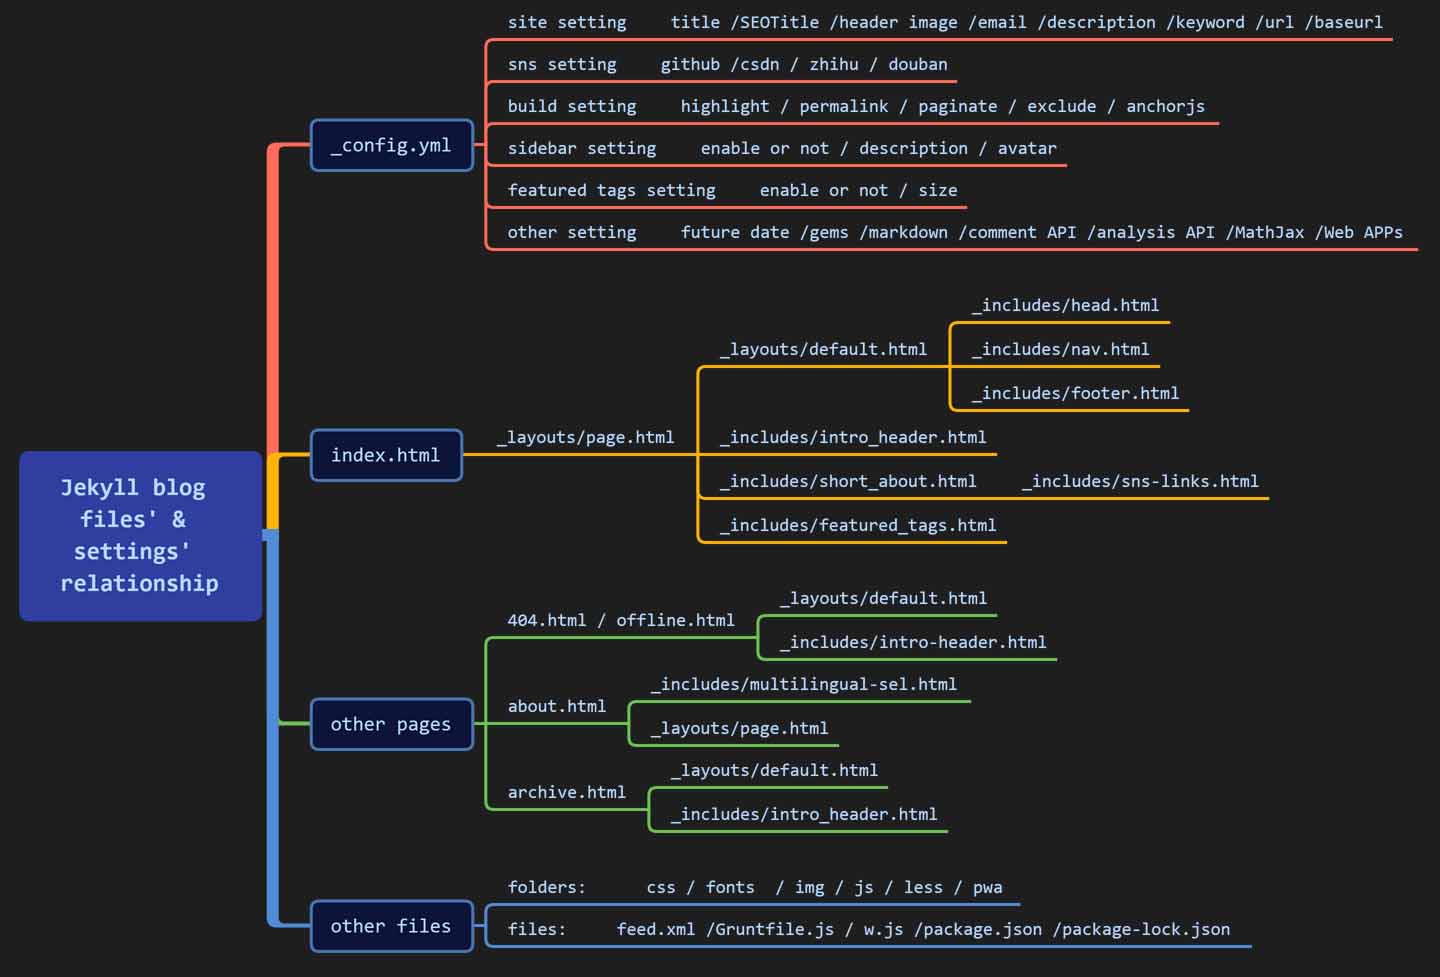 Jekyll blog
files' &
settings'
relationship
_config.yml
site setting title /SEOTitle /header image /email /description /keyword /url /baseurl
sns setting github /csdn / zhihu / douban
build setting highlight / permalink / paginate / exclude / anchorjs
sidebar setting enable or not / description / avatar
featured tags setting enable or not / size
other setting future date /gems /markdown /comment API /analysis API /MathJax /Web APPs
index.html
_layouts/page.html
_layouts/default.html
_includes/head.html
_includes/nav.html
_includes/footer.html
_includes/intro_header.html
_includes/short_about.html
_includes/sns-links.html
_includes/featured_tags.html
other pages
404.html / offline.html
_layouts/default.html
_includes/intro-header.html
about.html
_includes/multilingual-sel.html
_layouts/page.html
archive.html
_layouts/default.html
_includes/intro_header.html
other files
folders: css / fonts / img / js / less / pwa
files: feed.xml /Gruntfile.js / w.js /package.json /package-lock.json